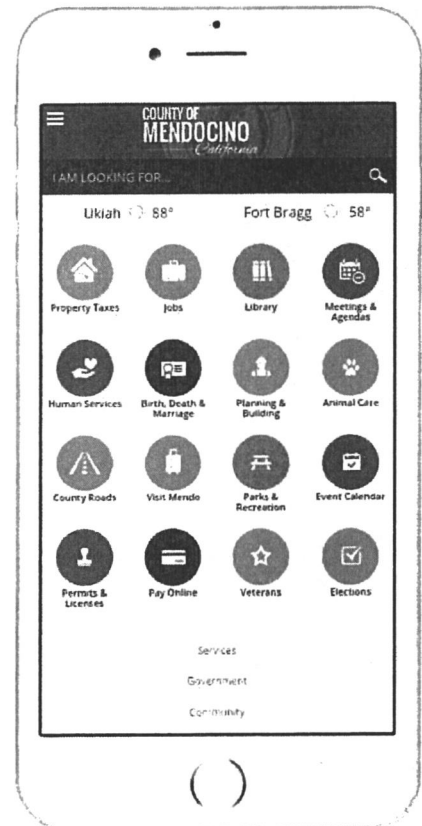 COUNTY OF
MENDOCINO
California
I AM LOOKING FOR...
Ukiah 88° Fort Bragg 58°
Property Taxes
Jobs
Library
Meetings &
Agendas
Human Services
Birth, Death &
Marriage
Planning &
Building
Animal Care
County Roads
Visit Mendo
Parks &
Recreation
Event Calendar
Permits &
Licenses
Pay Online
Veterans
Elections
Services
Government
Community